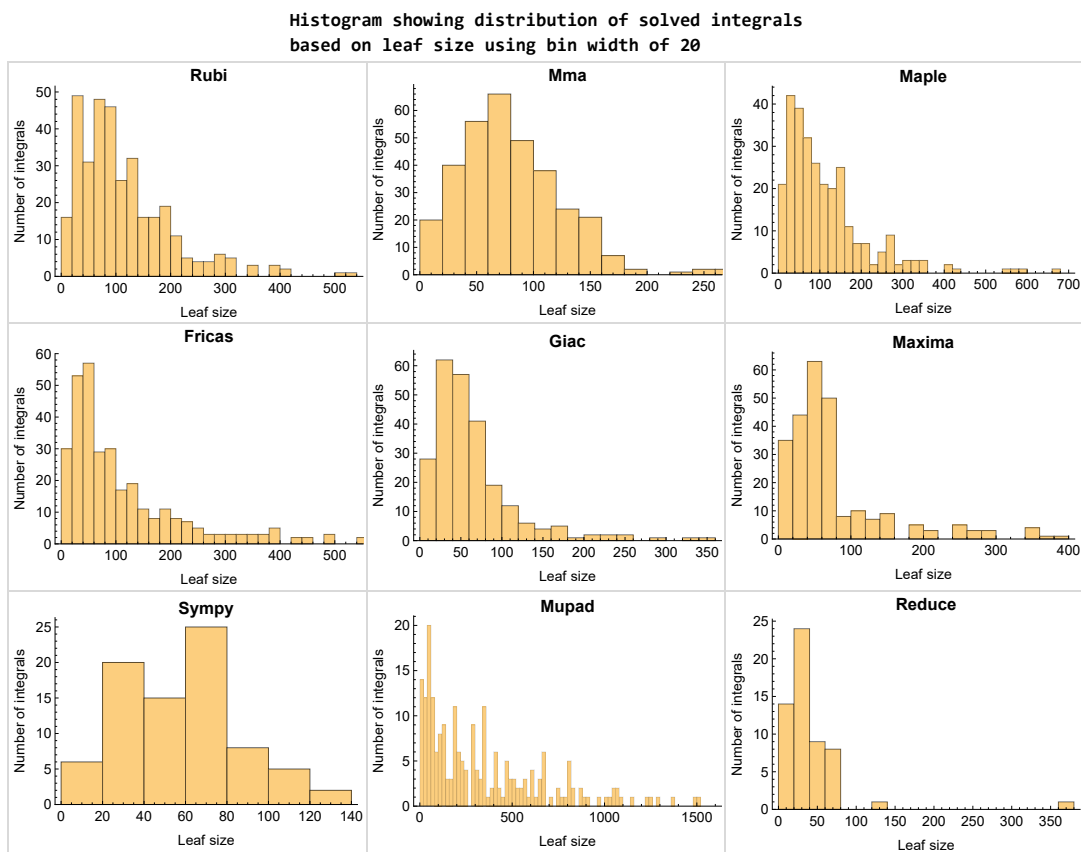 Histogram showing distribution of solved integrals
based on leaf size using bin width of 20
Rubi
Number of integrals
50
40
30
20
10
0
0 100 200 300 400 500
Leaf size
Mma
Number of integrals
60
50
40
30
20
10
0
0 50 100 150 200 250
Leaf size
Maple
Number of integrals
40
30
20
10
0
0 100 200 300 400 500 600 700
Leaf size
Fricas
Number of integrals
60
50
40
30
20
10
0
0 100 200 300 400 500
Leaf size
Giac
Number of integrals
60
50
40
30
20
10
0
0 50 100 150 200 250 300 350
Leaf size
Maxima
Number of integrals
60
50
40
30
20
10
0
0 100 200 300 400
Leaf size
Sympy
Number of integrals
25
20
15
10
5
0
0 20 40 60 80 100 120 140
Leaf size
Mupad
Number of integrals
20
15
10
5
0
0 500 1000 1500
Leaf size
Reduce
Number of integrals
25
20
15
10
5
0
0 50 100 150 200 250 300 350
Leaf size